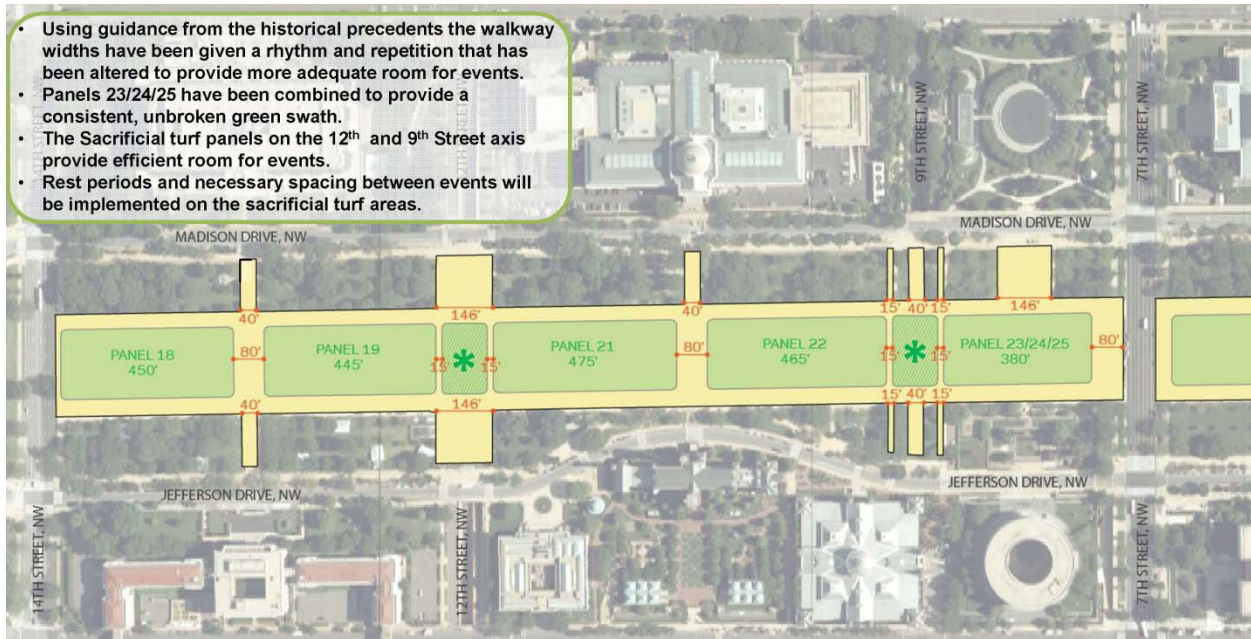 • Using guidance from the historical precedents the walkway
widths have been given a rhythm and repetition that has
been altered to provide more adequate room for events.
• Panels 23/24/25 have been combined to provide a
consistent, unbroken green swath.
• The Sacrificial turf panels on the 12th and 9th Street axis
provide efficient room for events.
• Rest periods and necessary spacing between events will
be implemented on the sacrificial turf areas.
14TH STREET, NW
12TH STREET, NW
9TH STREET, NW
7TH STREET, NW
MADISON DRIVE, NW
MADISON DRIVE, NW
40'
146'
40'
15'
40'
15'
146'
PANEL 18
450'
80'
PANEL 19
445'
15'
*
15'
PANEL 21
475'
80'
PANEL 22
465'
15'
*
15'
PANEL 23/24/25
380'
80'
40'
146'
15'
40'
15'
JEFFERSON DRIVE, NW
JEFFERSON DRIVE, NW
14TH STREET, NW
12TH STREET, NW
7TH STREET, NW